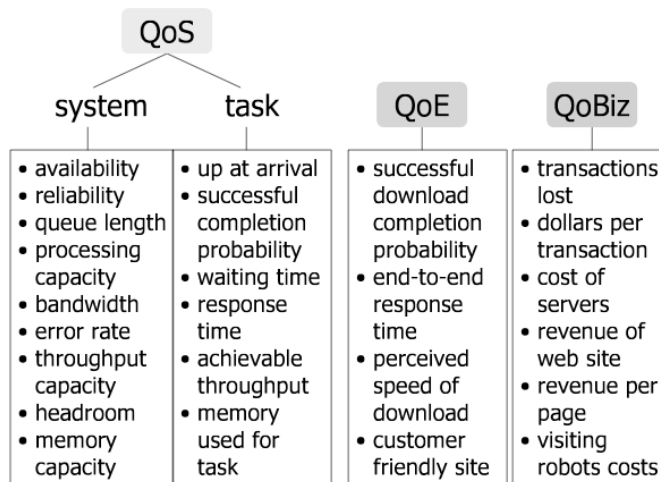 QoS
system
task
QoE
QoBiz
• availability
• reliability
• queue length
• processing
capacity
• bandwidth
• error rate
• throughput
capacity
• headroom
• memory
capacity
• up at arrival
• successful
completion
probability
• waiting time
• response
time
• achievable
throughput
• memory
used for
task
• successful
download
completion
probability
• end-to-end
response
time
• perceived
speed of
download
• customer
friendly site
• transactions
lost
• dollars per
transaction
• cost of
servers
• revenue of
web site
• revenue per
page
• visiting
robots costs